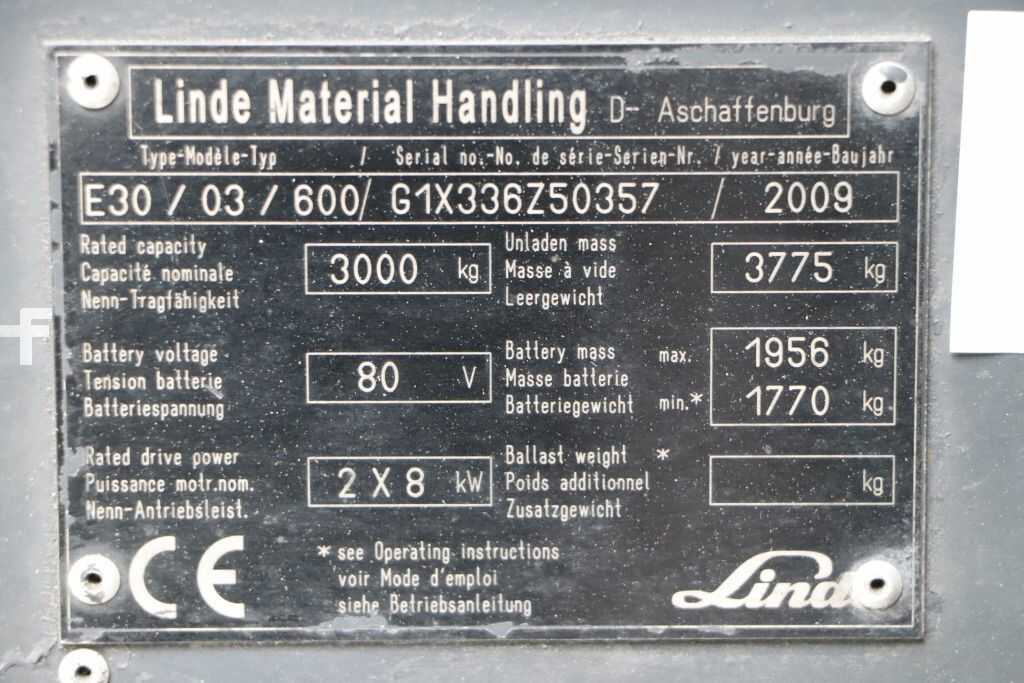 Linde Material Handling D- Aschaffenburg
Type-Modèle-Typ / Serial no.-No. de série-Serien-Nr. / year-année-Baujahr
E30 / 03 / 600/ G1X336Z50357 / 2009
Rated capacity
Capacité nominale
Nenn-Tragfähigkeit
3000 kg
Unladen mass
Masse à vide
Leergewicht
3775 kg
Battery voltage
Tension batterie
Batteriespannung
80 V
Battery mass max. 1956 kg
Masse batterie
Batteriegewicht min.* 1770 kg
Rated drive power
Puissance motr.nom.
Nenn-Antriebsleist.
2 X 8 kW
Ballast weight *
Poids additionnel
Zusatzgewicht
kg
CE
* see Operating instructions
voir Mode d'emploi
siehe Betriebsanleitung
Linde
f